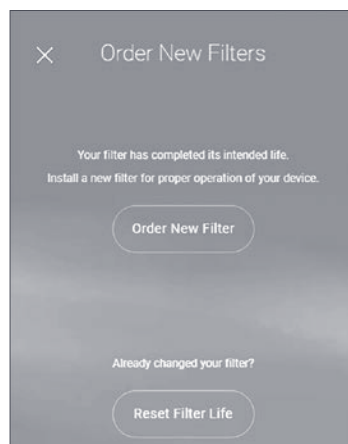 Order New Filters
Your filter has completed its intended life.
Install a new filter for proper operation of your device.
Order New Filter
Already changed your filter?
Reset Filter Life